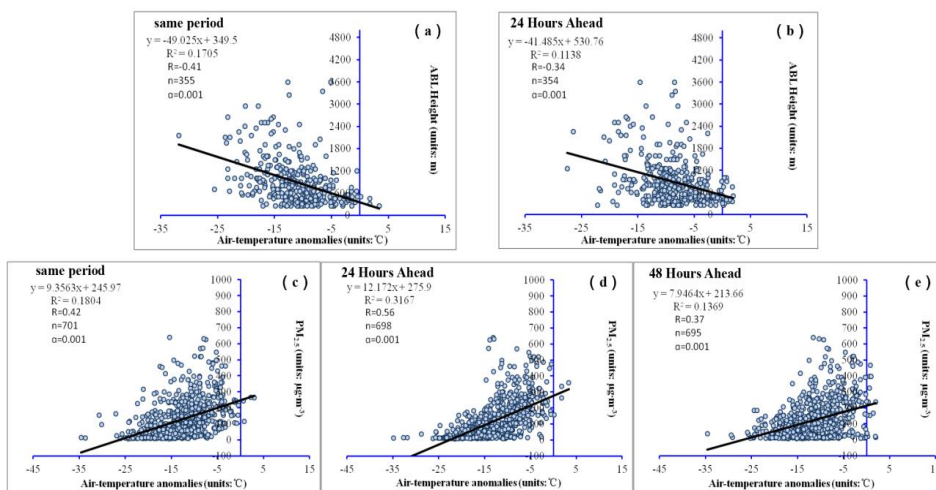 same period
( a )
y = -49.025x + 349.5
R² = 0.1705
R=-0.41
n=355
α=0.001
4800
4200
3600
3000
2400
1800
1200
600
0
ABL Height (units: m)
-35
-25
-15
-5
5
15
Air-temperature anomalies (units:℃)
24 Hours Ahead
( b )
y = -41.485x + 530.76
R² = 0.1138
R=-0.34
n=354
α=0.001
4800
4200
3600
3000
2400
1800
1200
600
0
ABL Height (units: m)
-35
-25
-15
-5
5
15
Air-temperature anomalies (units:℃)
same period
( c )
y = 9.3563x + 245.97
R² = 0.1804
R=0.42
n=701
α=0.001
1000
900
800
700
600
500
400
300
200
100
0
-100
PM2.5 (units: μg·m-3)
-45
-35
-25
-15
-5
5
15
Air-temperature anomalies (units:℃)
24 Hours Ahead
( d )
y = 12.172x + 275.9
R² = 0.3167
R=0.56
n=698
α=0.001
1000
900
800
700
600
500
400
300
200
100
0
-100
PM2.5 (units: μg·m-3)
-45
-35
-25
-15
-5
5
15
Air-temperature anomalies (units:℃)
48 Hours Ahead
( e )
y = 7.9464x + 213.66
R² = 0.1369
R=0.37
n=695
α=0.001
1000
900
800
700
600
500
400
300
200
100
0
-100
PM2.5 (units: μg·m-3)
-45
-35
-25
-15
-5
5
15
Air-temperature anomalies (units:℃)